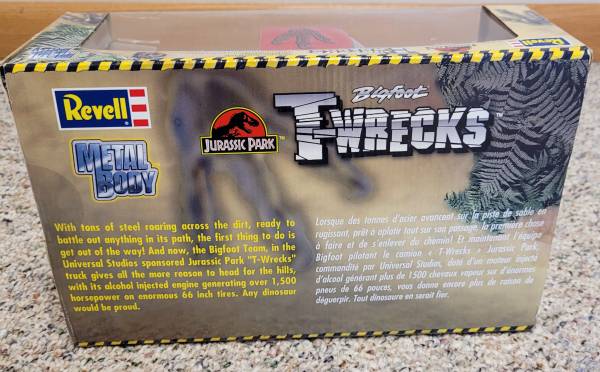 Revell
METAL
BODY
JURASSIC PARK
Bigfoot
T-WRECKS
With tons of steel roaring across the dirt, ready to
battle out anything in its path, the first thing to do is
get out of the way! And now, the Bigfoot Team, in the
Universal Studios sponsored Jurassic Park "T-Wrecks"
truck gives all the more reason to head for the hills,
with its alcohol injected engine generating over 1,500
horsepower on enormous 66 inch tires. Any dinosaur
would be proud.
Lorsque des tonnes d'acier avancent sur la piste de sable en
rugissant, prêt à aplatir tout sur son passage, la première chose
à faire et de s'enlever du chemin! Et maintenant l'équipe
Bigfoot pilotant le camion « T-Wrecks » Jurassic Park,
commandité par Universal Studios, doté d'un moteur injecté
d'alcool générant plus de 1500 chevaux vapeur sur d'énormes
pneus de 66 pouces, vous donne encore plus de raison de
déguerpir. Tout dinosaure en serait fier.